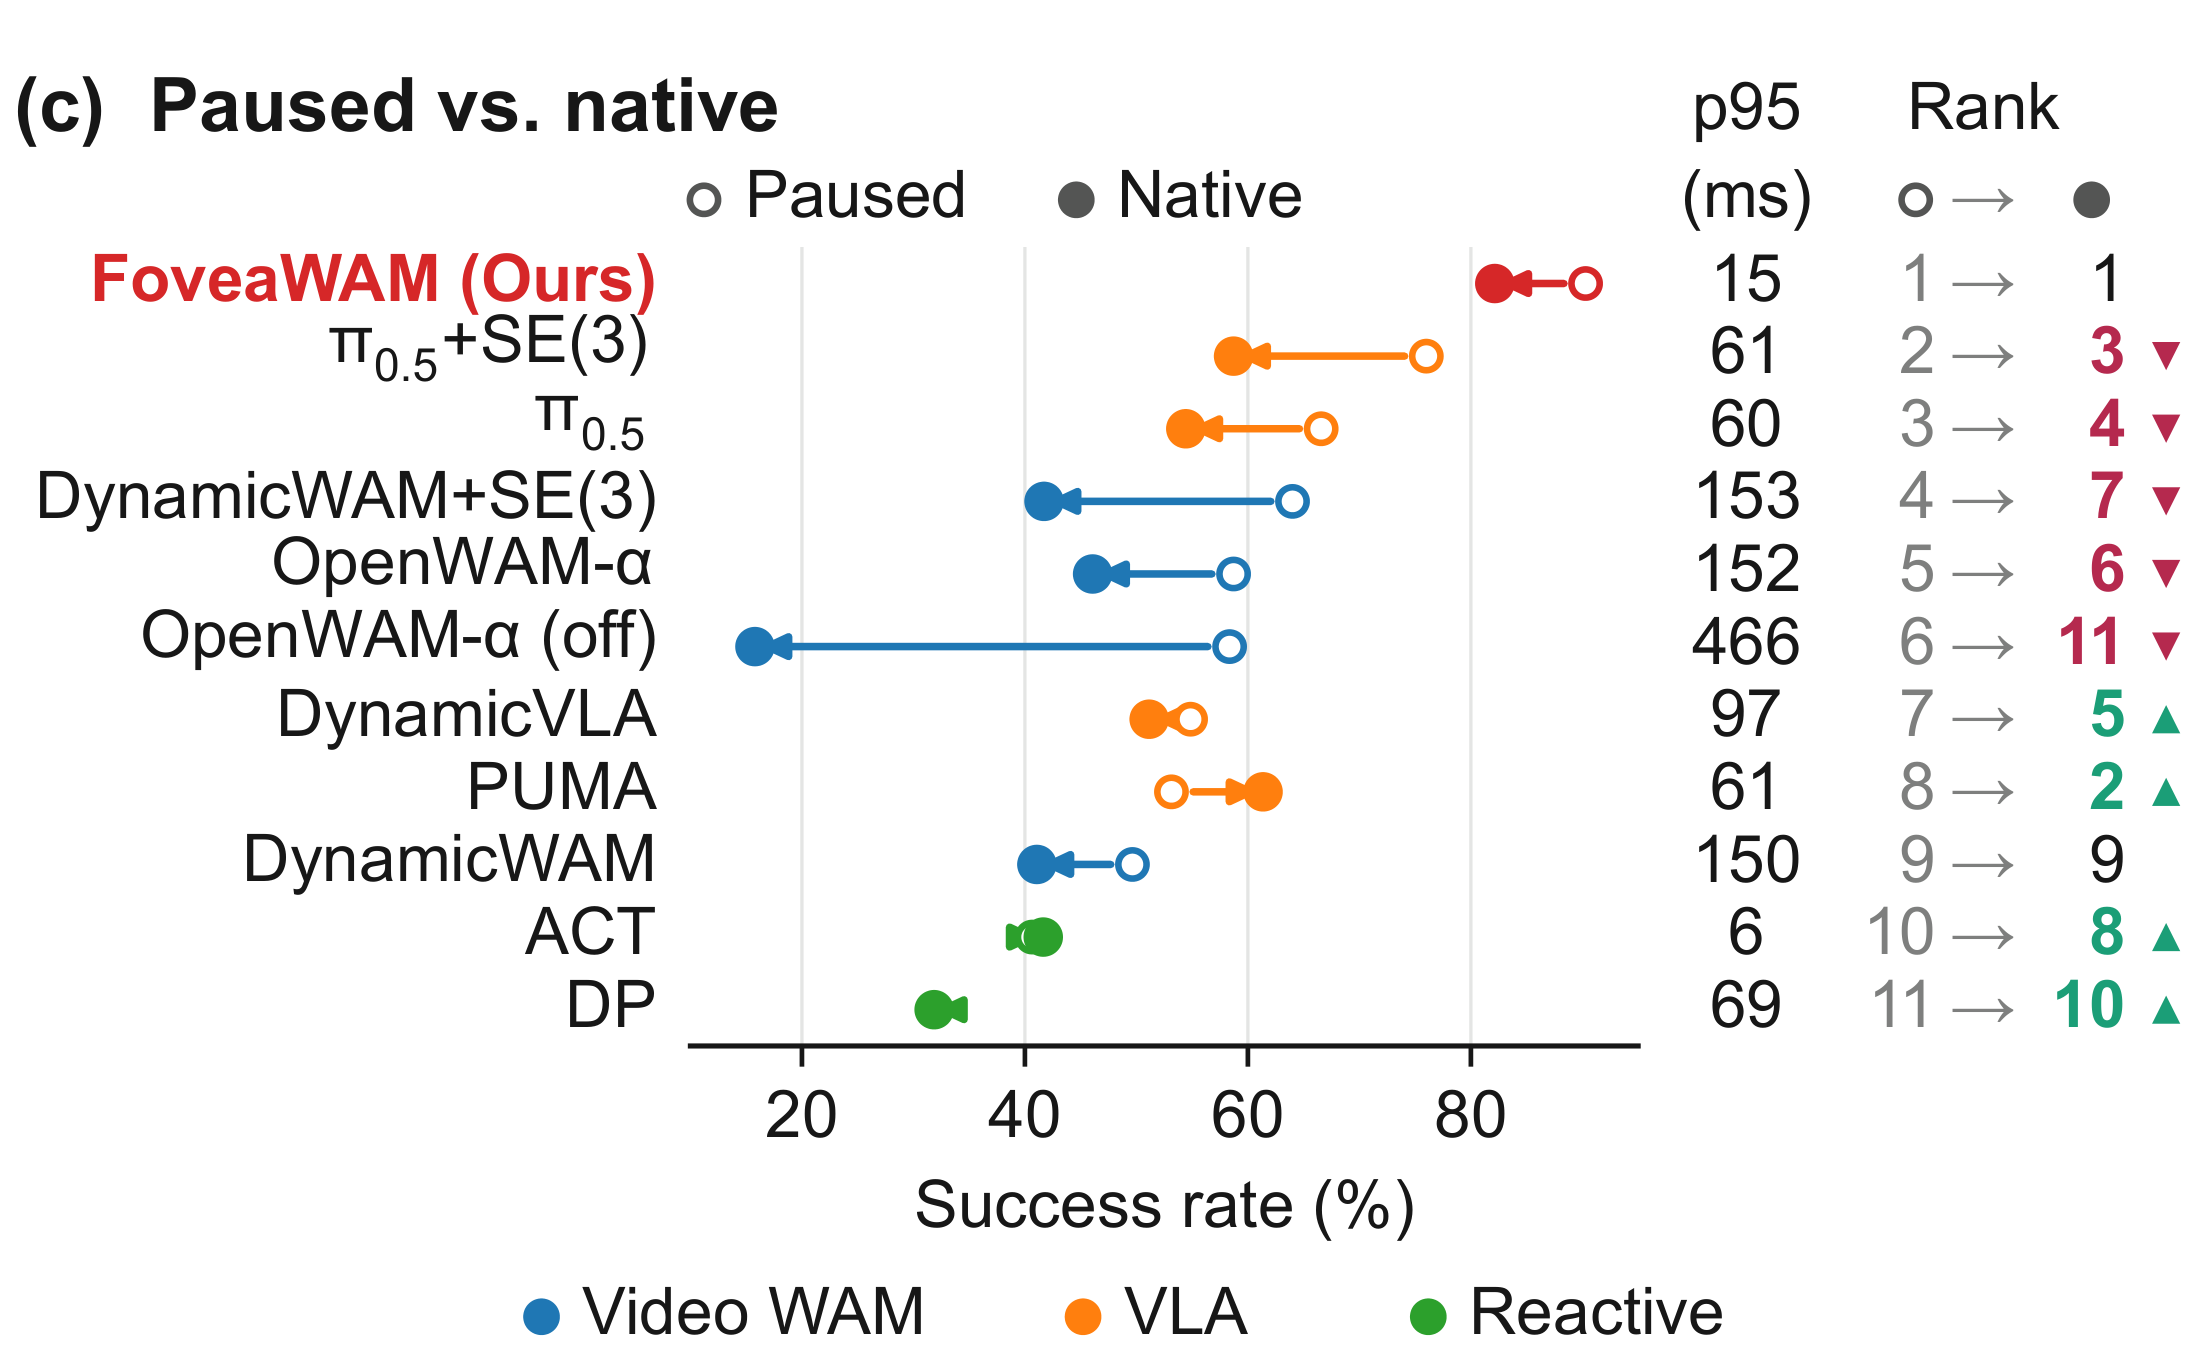 (c) Paused vs. native
p95 Rank
Paused Native (ms) →
FoveaWAM (Ours) 15 1 → 1
π0.5+SE(3) 61 2 → 3 ▼
π0.5 60 3 → 4 ▼
DynamicWAM+SE(3) 153 4 → 7 ▼
OpenWAM-α 152 5 → 6 ▼
OpenWAM-α (off) 466 6 → 11 ▼
DynamicVLA 97 7 → 5 ▲
PUMA 61 8 → 2 ▲
DynamicWAM 150 9 → 9
ACT 6 10 → 8 ▲
DP 69 11 → 10 ▲
20 40 60 80
Success rate (%)
Video WAM VLA Reactive